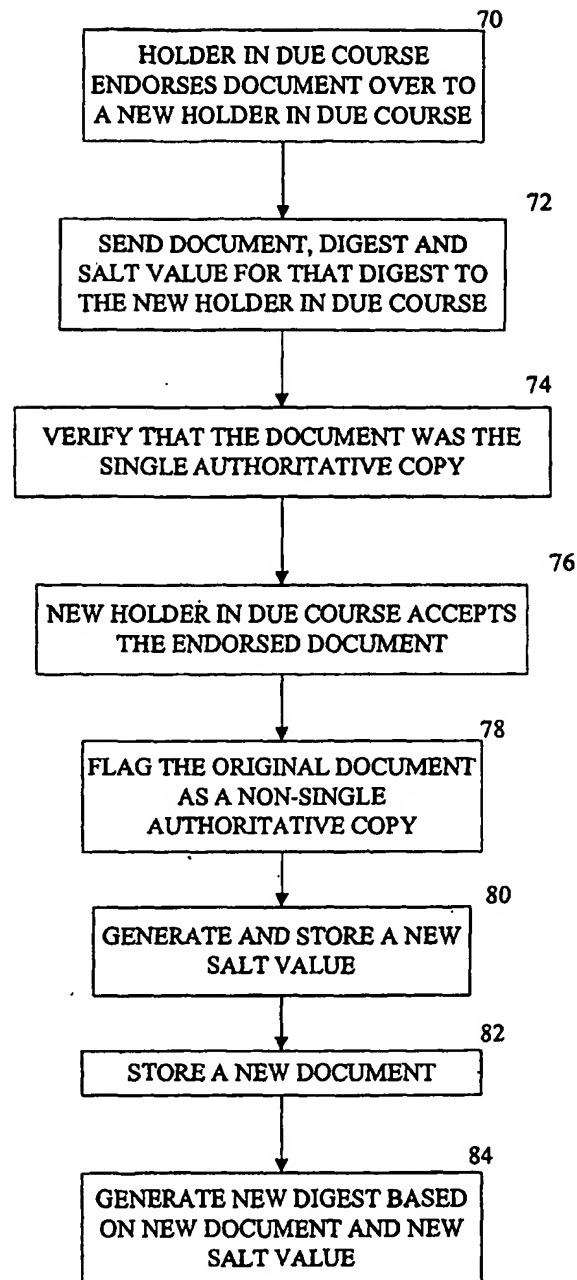 70
HOLDER IN DUE COURSE
ENDORSES DOCUMENT OVER TO
A NEW HOLDER IN DUE COURSE
72
SEND DOCUMENT, DIGEST AND
SALT VALUE FOR THAT DIGEST TO
THE NEW HOLDER IN DUE COURSE
74
VERIFY THAT THE DOCUMENT WAS THE
SINGLE AUTHORITATIVE COPY
76
NEW HOLDER IN DUE COURSE ACCEPTS
THE ENDORSED DOCUMENT
78
FLAG THE ORIGINAL DOCUMENT
AS A NON-SINGLE
AUTHORITATIVE COPY
80
GENERATE AND STORE A NEW
SALT VALUE
82
STORE A NEW DOCUMENT
84
GENERATE NEW DIGEST BASED
ON NEW DOCUMENT AND NEW
SALT VALUE